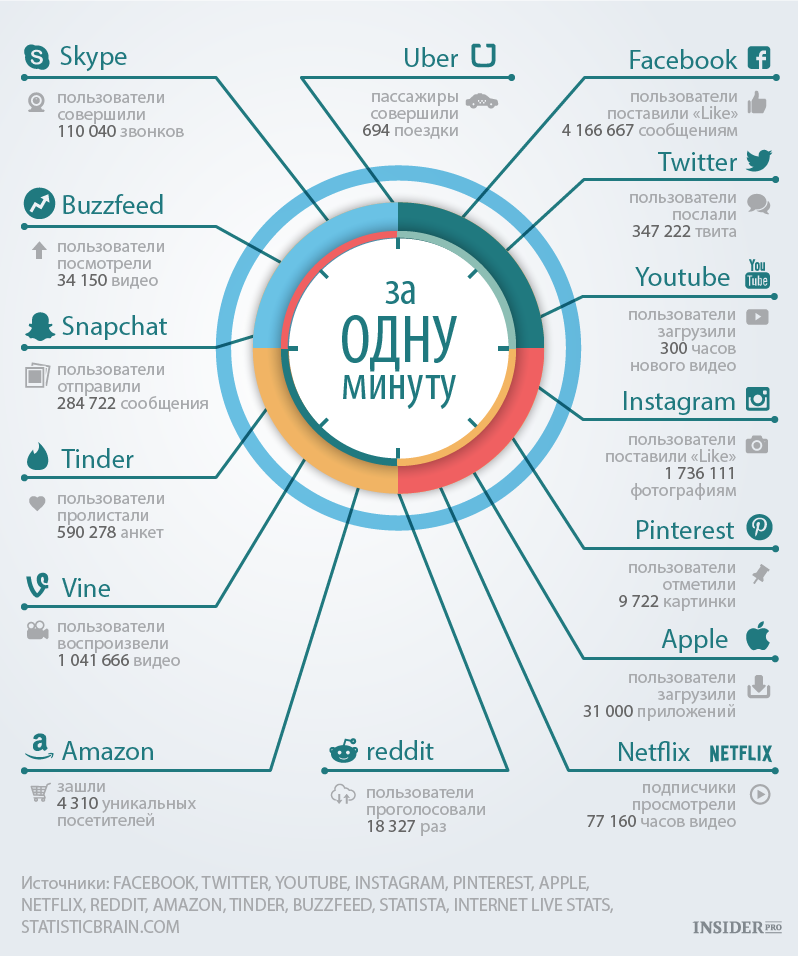 Skype
пользователи
совершили
110 040 звонков
Uber
пассажиры
совершили
694 поездки
Facebook
пользователи
поставили «Like»
4 166 667 сообщениям
Twitter
пользователи
послали
347 222 твита
Buzzfeed
пользователи
посмотрели
34 150 видео
Youtube
You
Tube
пользователи
загрузили
300 часов
нового видео
Snapchat
пользователи
отправили
284 722 сообщения
за
ОДНУ
минуту
Instagram
пользователи
поставили «Like»
1 736 111
фотографиям
Tinder
пользователи
пролистали
590 278 анкет
Pinterest
пользователи
отметили
9 722 картинки
Vine
пользователи
воспроизвели
1 041 666 видео
Apple
пользователи
загрузили
31 000 приложений
Amazon
зашли
4 310 уникальных
посетителей
reddit
пользователи
проголосовали
18 327 раз
Netflix NETFLIX
подписчики
просмотрели
77 160 часов видео
Источники: FACEBOOK, TWITTER, YOUTUBE, INSTAGRAM, PINTEREST, APPLE,
NETFLIX, REDDIT, AMAZON, TINDER, BUZZFEED, STATISTA, INTERNET LIVE STATS,
STATISTICBRAIN.COM
INSIDER PRO